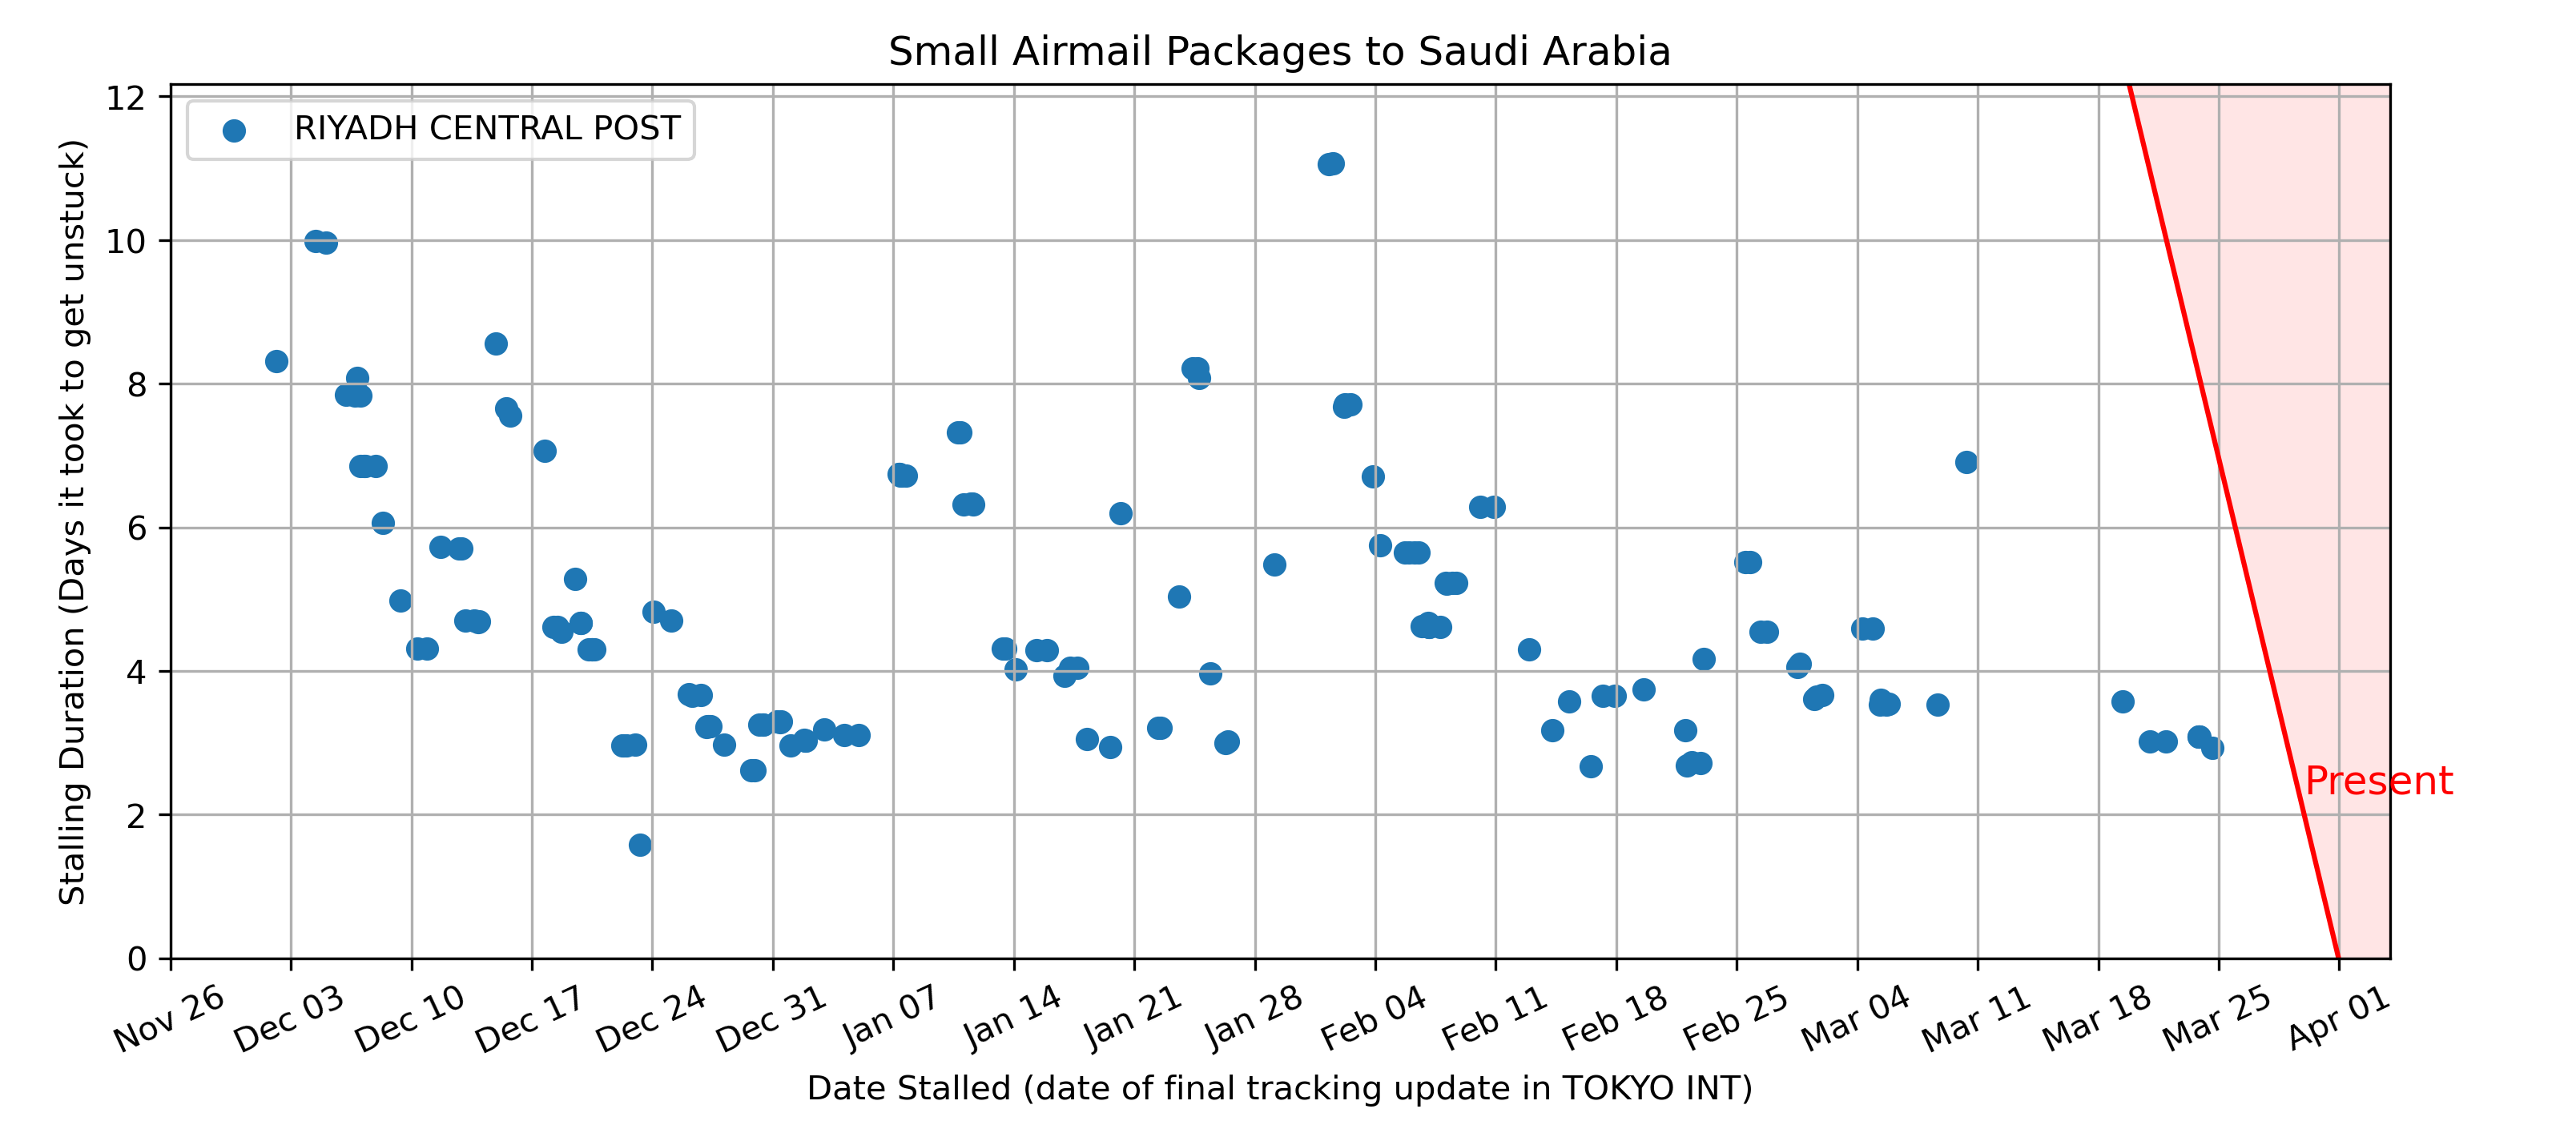 Small Airmail Packages to Saudi Arabia
RIYADH CENTRAL POST
Stalling Duration (Days it took to get unstuck)
12
10
8
6
4
2
0
Present
Nov 26
Dec 03
Dec 10
Dec 17
Dec 24
Dec 31
Jan 07
Jan 14
Jan 21
Jan 28
Feb 04
Feb 11
Feb 18
Feb 25
Mar 04
Mar 11
Mar 18
Mar 25
Apr 01
Date Stalled (date of final tracking update in TOKYO INT)